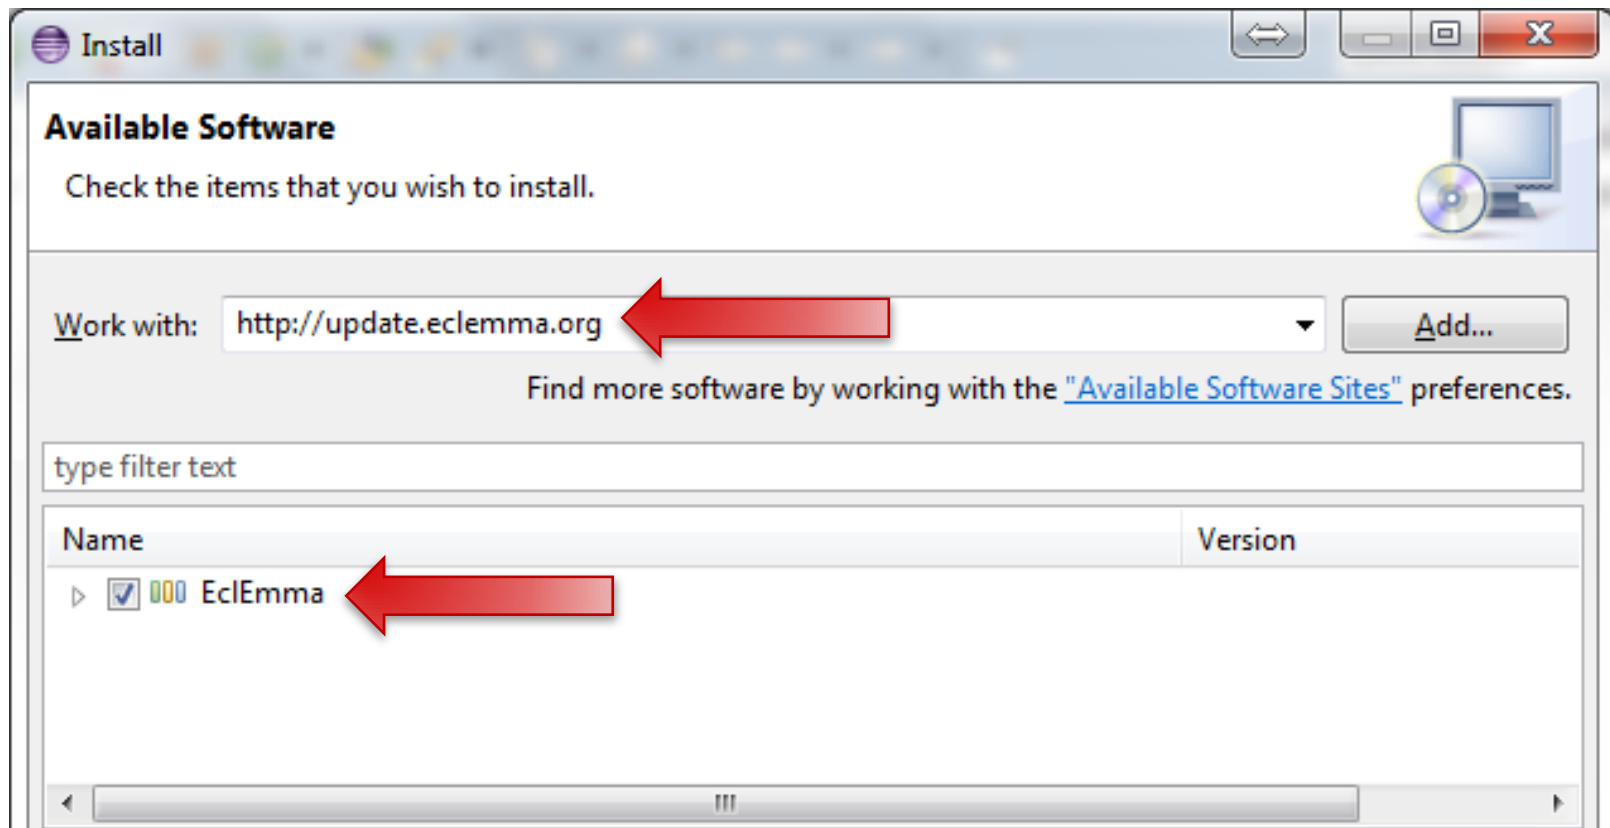 Install
Available Software
Check the items that you wish to install.
Work with: http://update.eclemma.org Add...
Find more software by working with the "Available Software Sites" preferences.
type filter text
Name Version
EclEmma